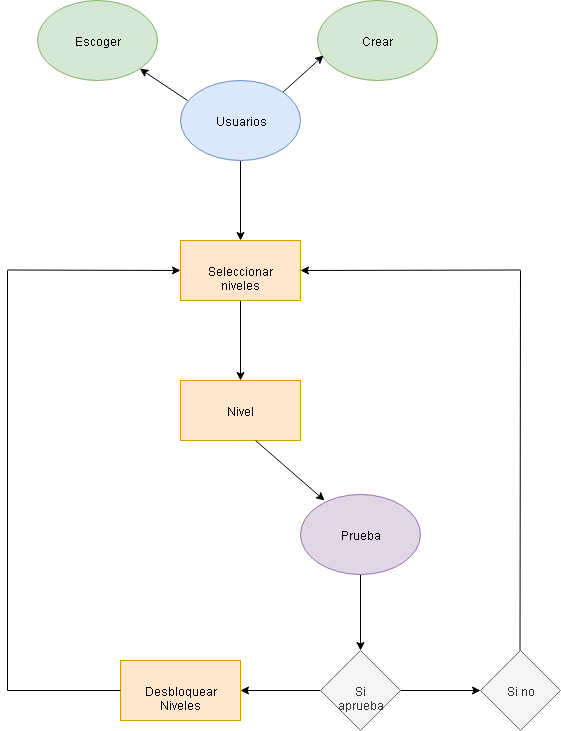 Escoger
Crear
Usuarios
Seleccionar
niveles
Nivel
Prueba
Desbloquear
Niveles
Si
aprueba
Si no